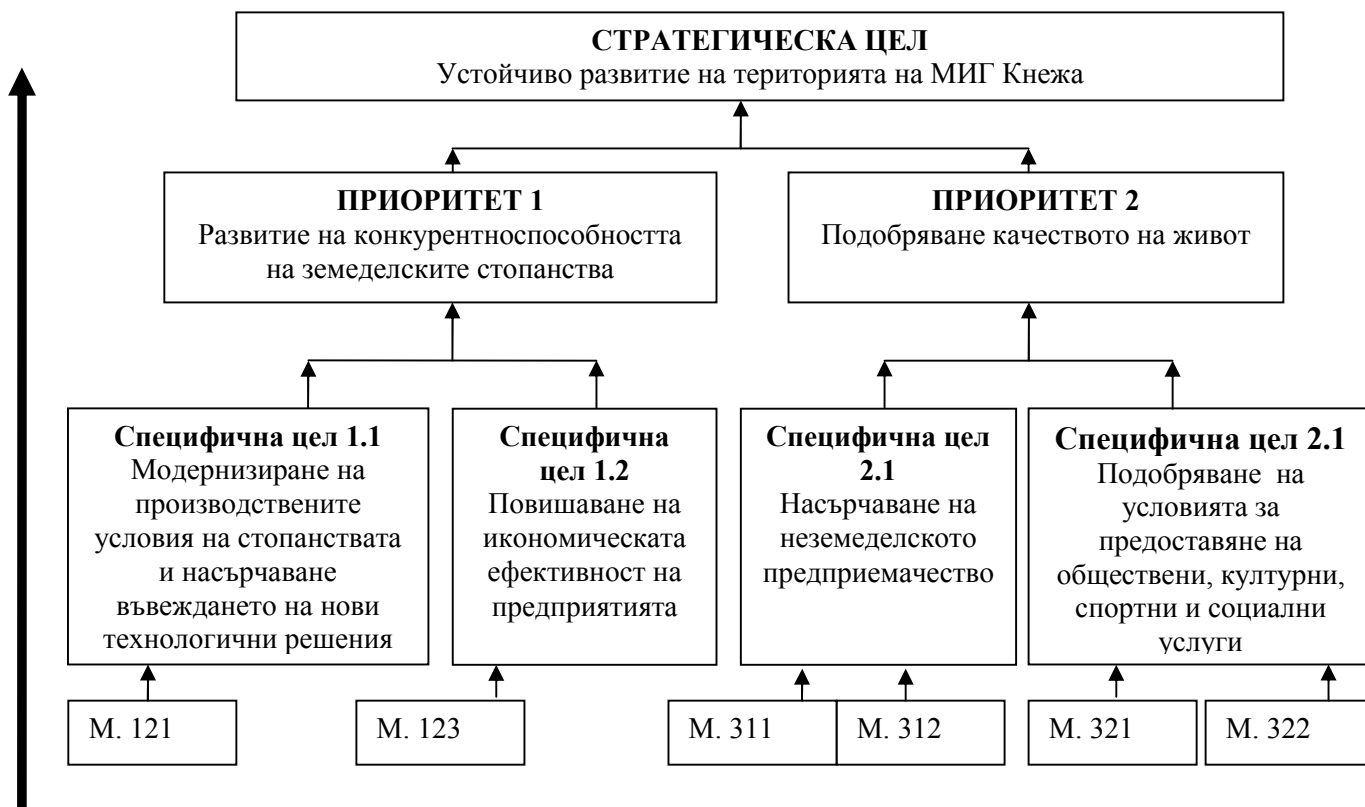 СТРАТЕГИЧЕСКА ЦЕЛ
Устойчиво развитие на територията на МИГ Кнежа
ПРИОРИТЕТ 1
Развитие на конкурентноспособността
на земеделските стопанства
ПРИОРИТЕТ 2
Подобряване качеството на живот
Специфична цел 1.1
Модернизиране на
производствените
условия на стопанствата
и насърчаване
въвеждането на нови
технологични решения
Специфична
цел 1.2
Повишаване на
икономическата
ефективност на
предприятията
Специфична цел
2.1
Насърчаване на
неземеделското
предприемачество
Специфична цел 2.1
Подобряване на
условията за
предоставяне на
обществени, културни,
спортни и социални
услуги
М. 121
М. 123
М. 311
М. 312
М. 321
М. 322